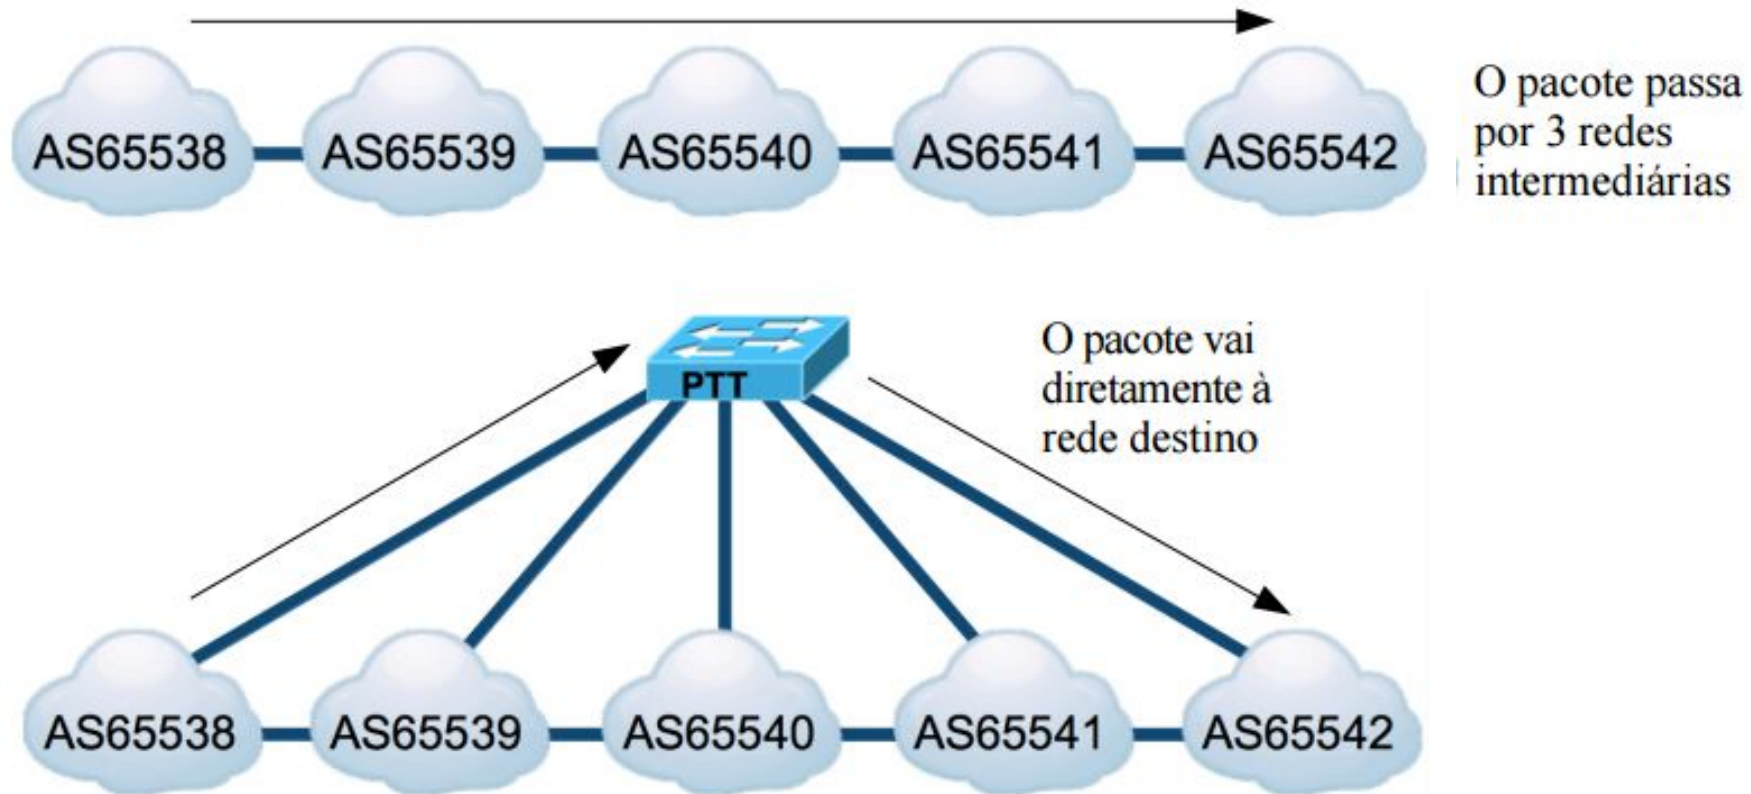 AS65538
AS65539
AS65540
AS65541
AS65542
O pacote passa
por 3 redes
intermediárias
PTT
O pacote vai
diretamente à
rede destino
AS65538
AS65539
AS65540
AS65541
AS65542